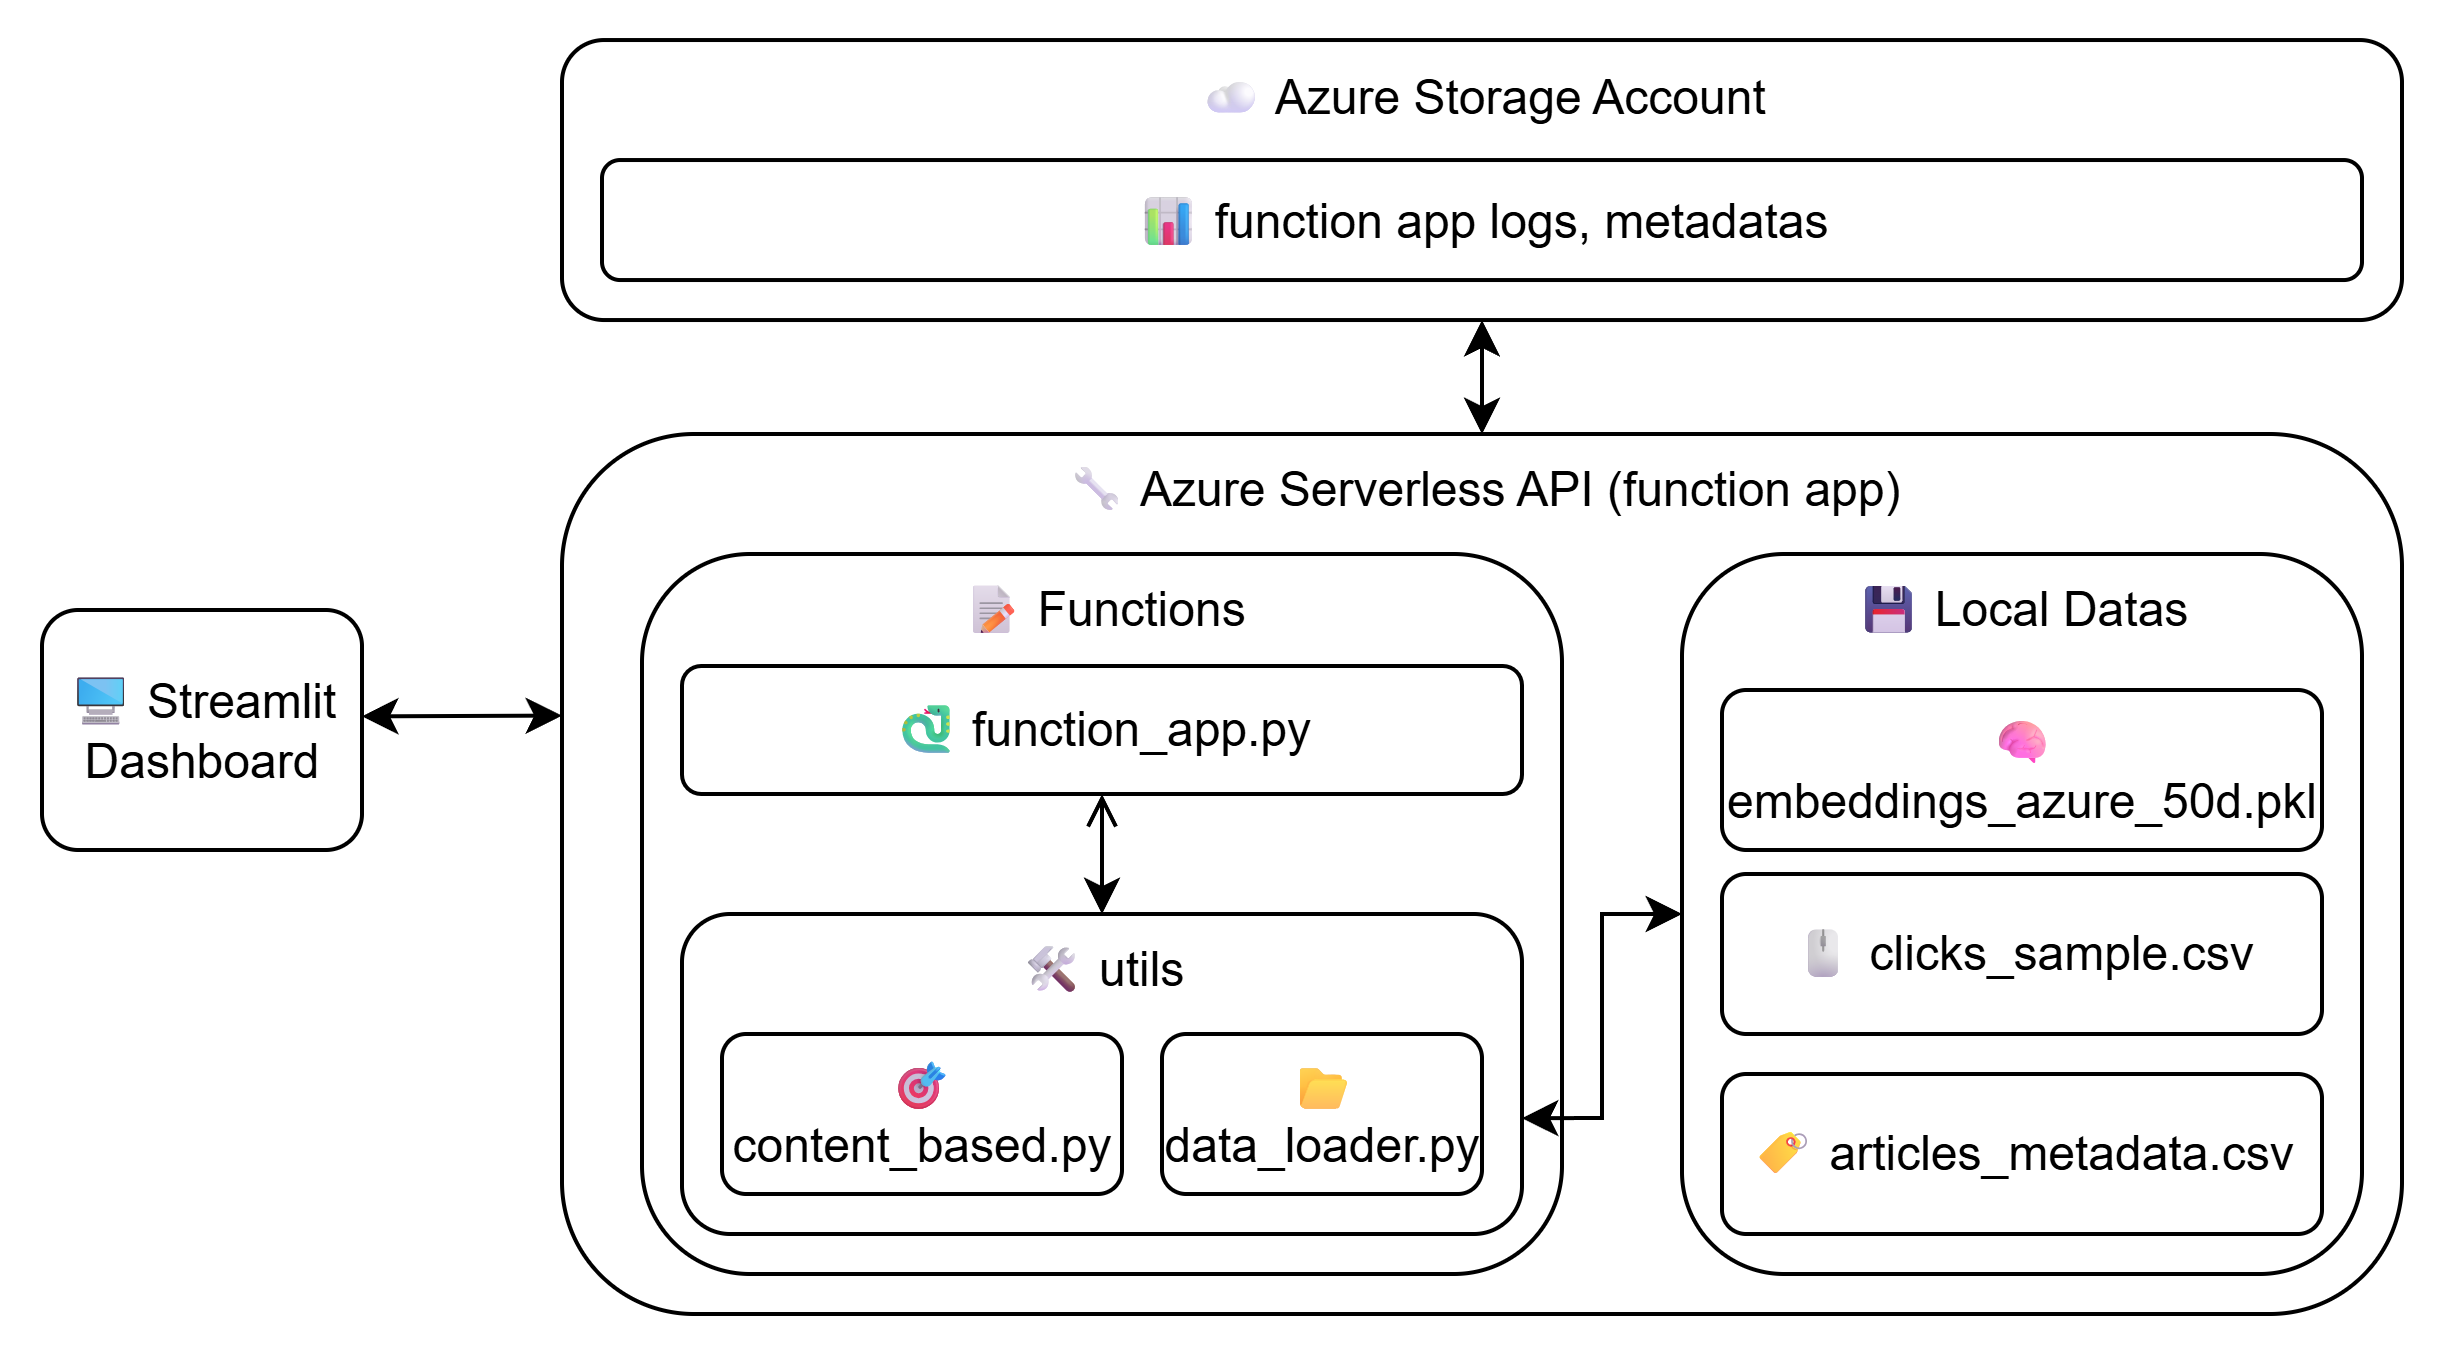 Azure Storage Account
function app logs, metadatas
Azure Serverless API (function app)
Functions
function_app.py
utils
content_based.py
data_loader.py
Local Datas
embeddings_azure_50d.pkl
clicks_sample.csv
articles_metadata.csv
Streamlit
Dashboard